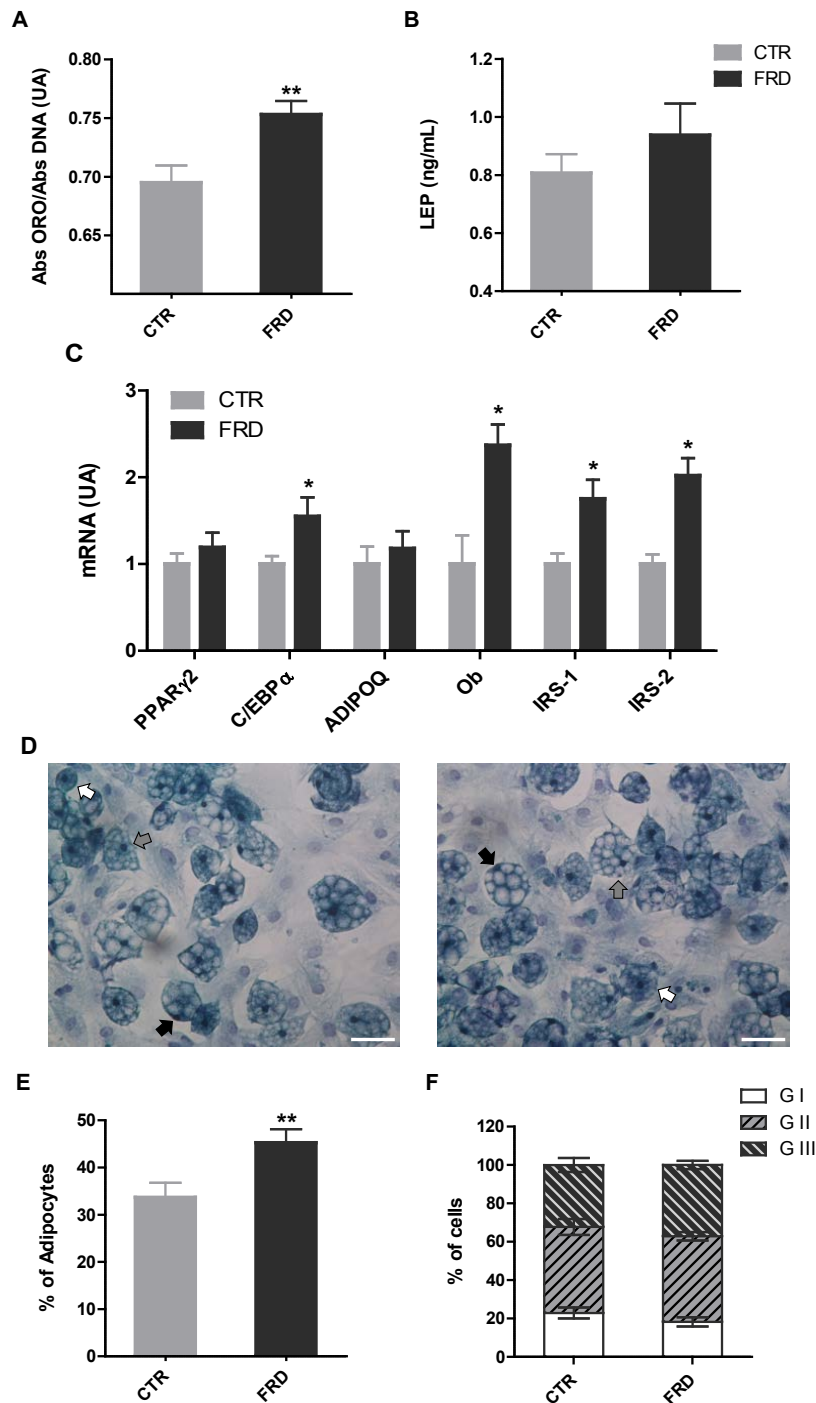 A
Abs ORO/Abs DNA (UA)
0.80
0.75
0.70
0.65
**
CTR
FRD
B
LEP (ng/mL)
1.2
1.0
0.8
0.6
0.4
CTR
FRD
CTR
FRD
C
mRNA (UA)
3
2
1
0
CTR
FRD
*
*
*
*
PPARγ2
C/EBPα
ADIPOQ
Ob
IRS-1
IRS-2
D
E
% of Adipocytes
50
40
30
20
10
0
**
CTR
FRD
F
% of cells
120
100
80
60
40
20
0
G I
G II
G III
CTR
FRD